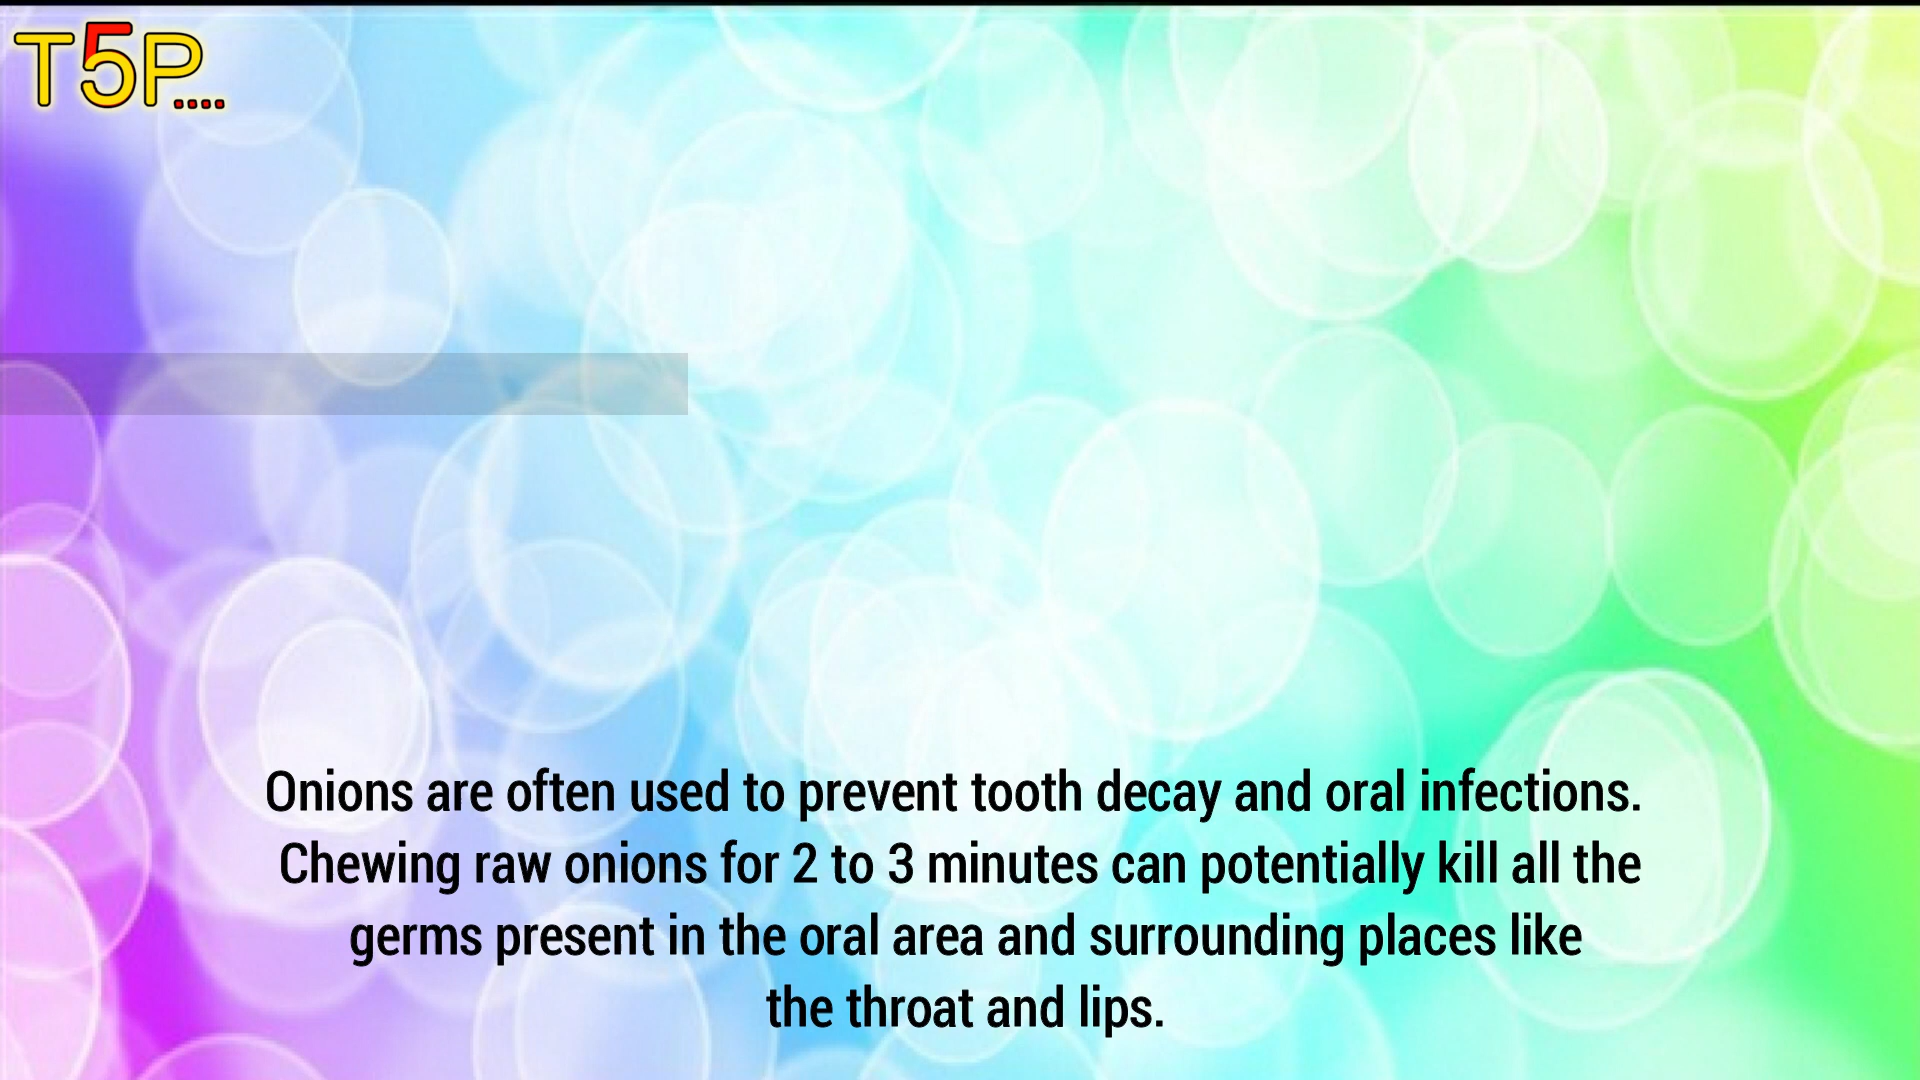 T5P....
Onions are often used to prevent tooth decay and oral infections.
Chewing raw onions for 2 to 3 minutes can potentially kill all the
germs present in the oral area and surrounding places like
the throat and lips.